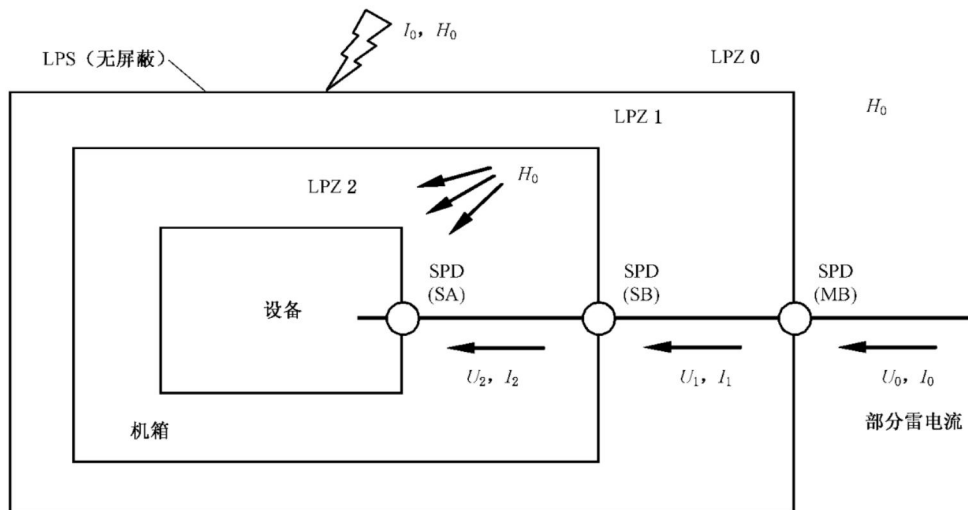 I₀，H₀
LPZ 0
LPS（无屏蔽）
LPZ 1
H₀
LPZ 2
H₀
SPD
(SA)
SPD
(SB)
SPD
(MB)
设备
U₂，I₂
U₁，I₁
U₀，I₀
机箱
部分雷电流